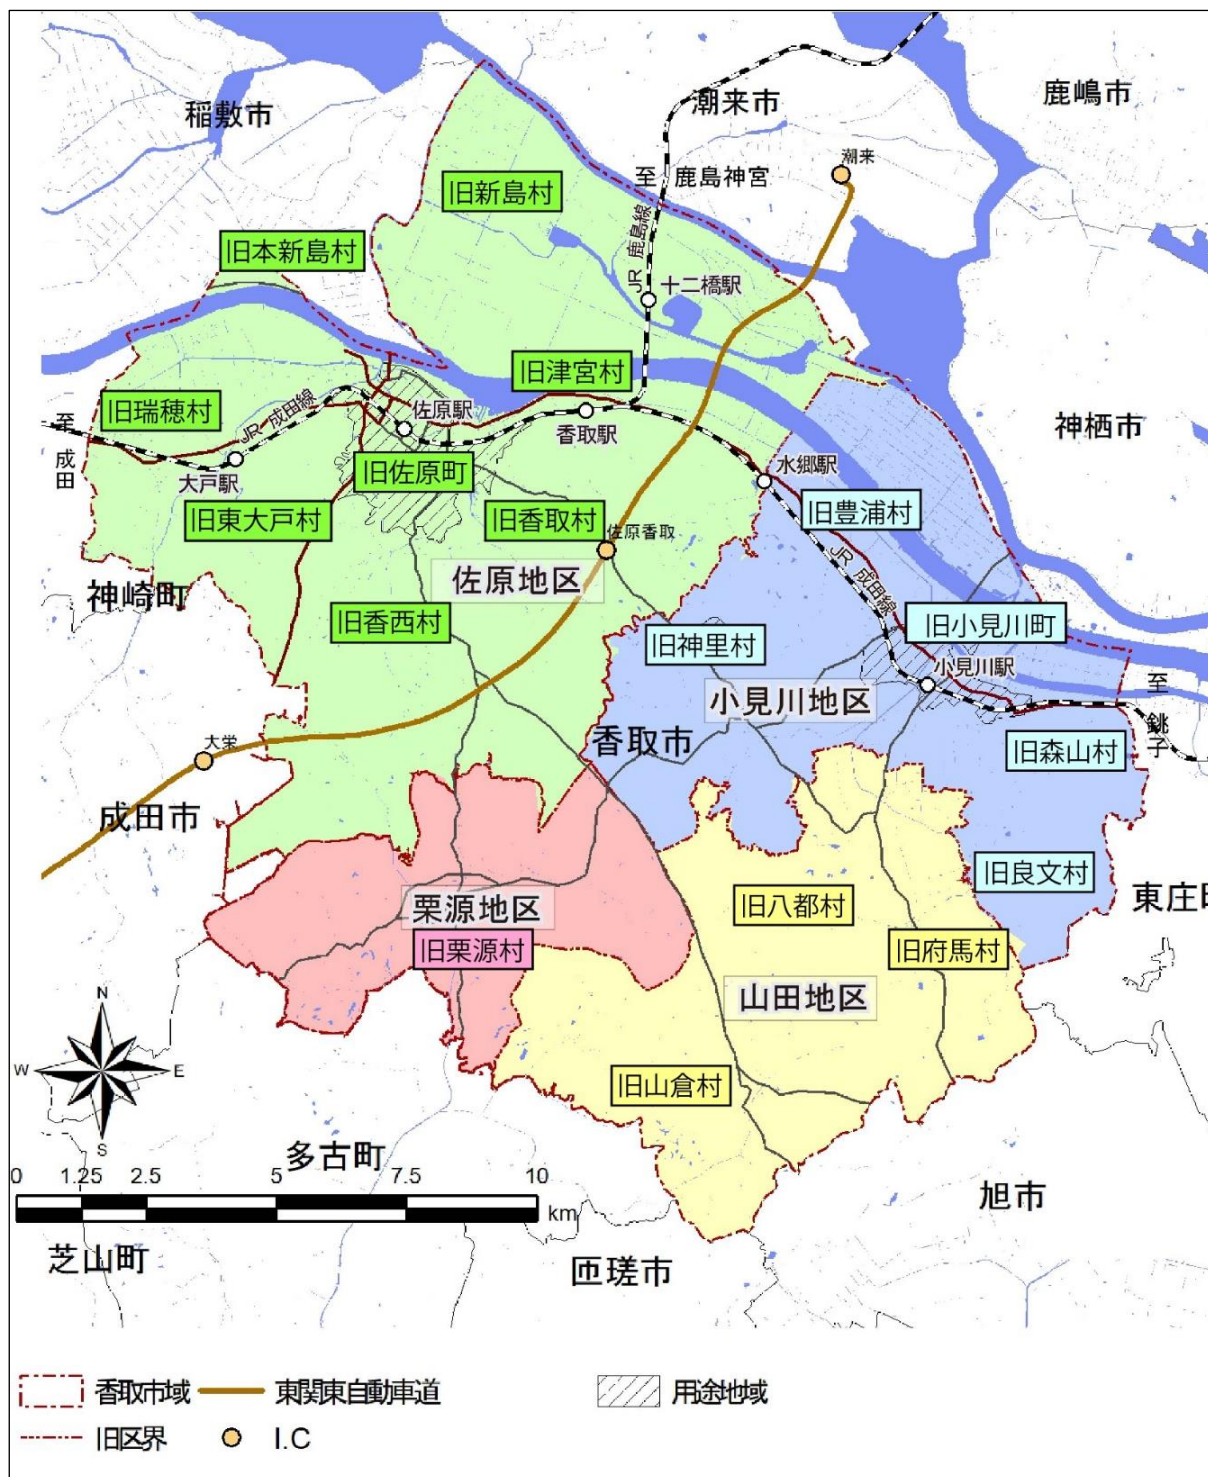 稲敷市
潮来市
鹿嶋市
潮来
至 鹿島神宮
旧新島村
JR 鹿島線
旧本新島村
十二橋駅
旧津宮村
旧瑞穂村
JR 成田線
佐原駅
香取駅
神栖市
至 成田
大戸駅
旧佐原町
水郷駅
旧東大戸村
旧香取村
旧豊浦村
佐原香取
JR 成田線
神崎町
佐原地区
旧香西村
旧神里村
旧小見川町
小見川駅
小見川地区
至 銚子
香取市
大栄
旧森山村
成田市
旧良文村
東庄町
栗源地区
旧八都村
旧栗源村
旧府馬村
山田地区
N
W
E
S
旧山倉村
多古町
0 1.25 2.5 5 7.5 10
km
旭市
芝山町
匝瑳市
香取市域
東関東自動車道
用途地域
旧区界
I.C